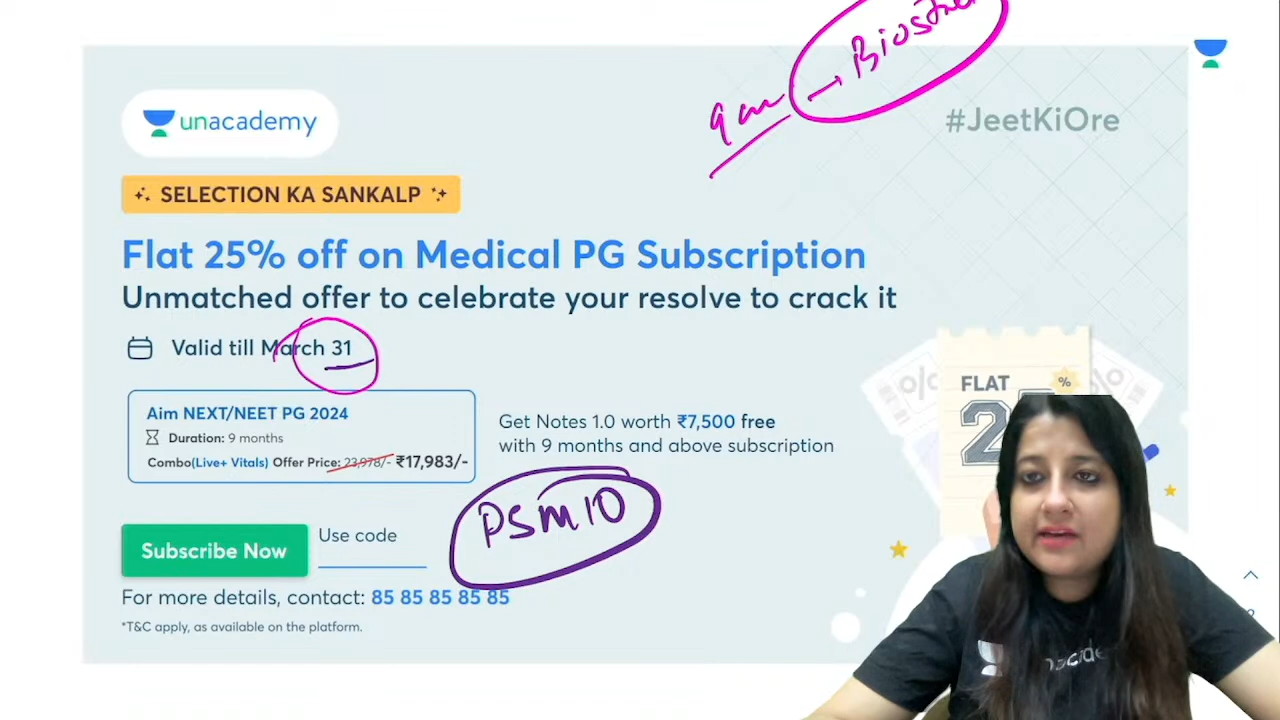 9 am → Biostat
unacademy
#JeetKiOre
SELECTION KA SANKALP
Flat 25% off on Medical PG Subscription
Unmatched offer to celebrate your resolve to crack it
Valid till March 31
Aim NEXT/NEET PG 2024
Duration: 9 months
Combo(Live+ Vitals) Offer Price: 23,978/- ₹17,983/-
Get Notes 1.0 worth ₹7,500 free
with 9 months and above subscription
FLAT
%
PSM10
Subscribe Now
Use code
For more details, contact: 85 85 85 85 85
*T&C apply, as available on the platform.